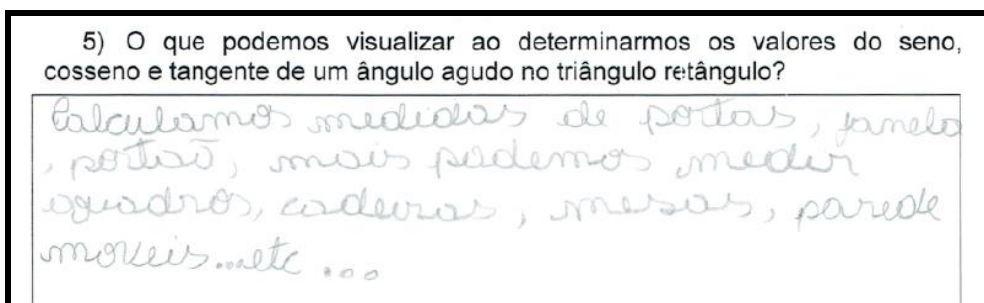 5) O que podemos visualizar ao determinarmos os valores do seno,
cosseno e tangente de um ângulo agudo no triângulo retângulo?
Calculamos medidas de portas, janela
, portão, mais podemos medir
quadros, cadeiras, mesas, parede
moveis...etc ...